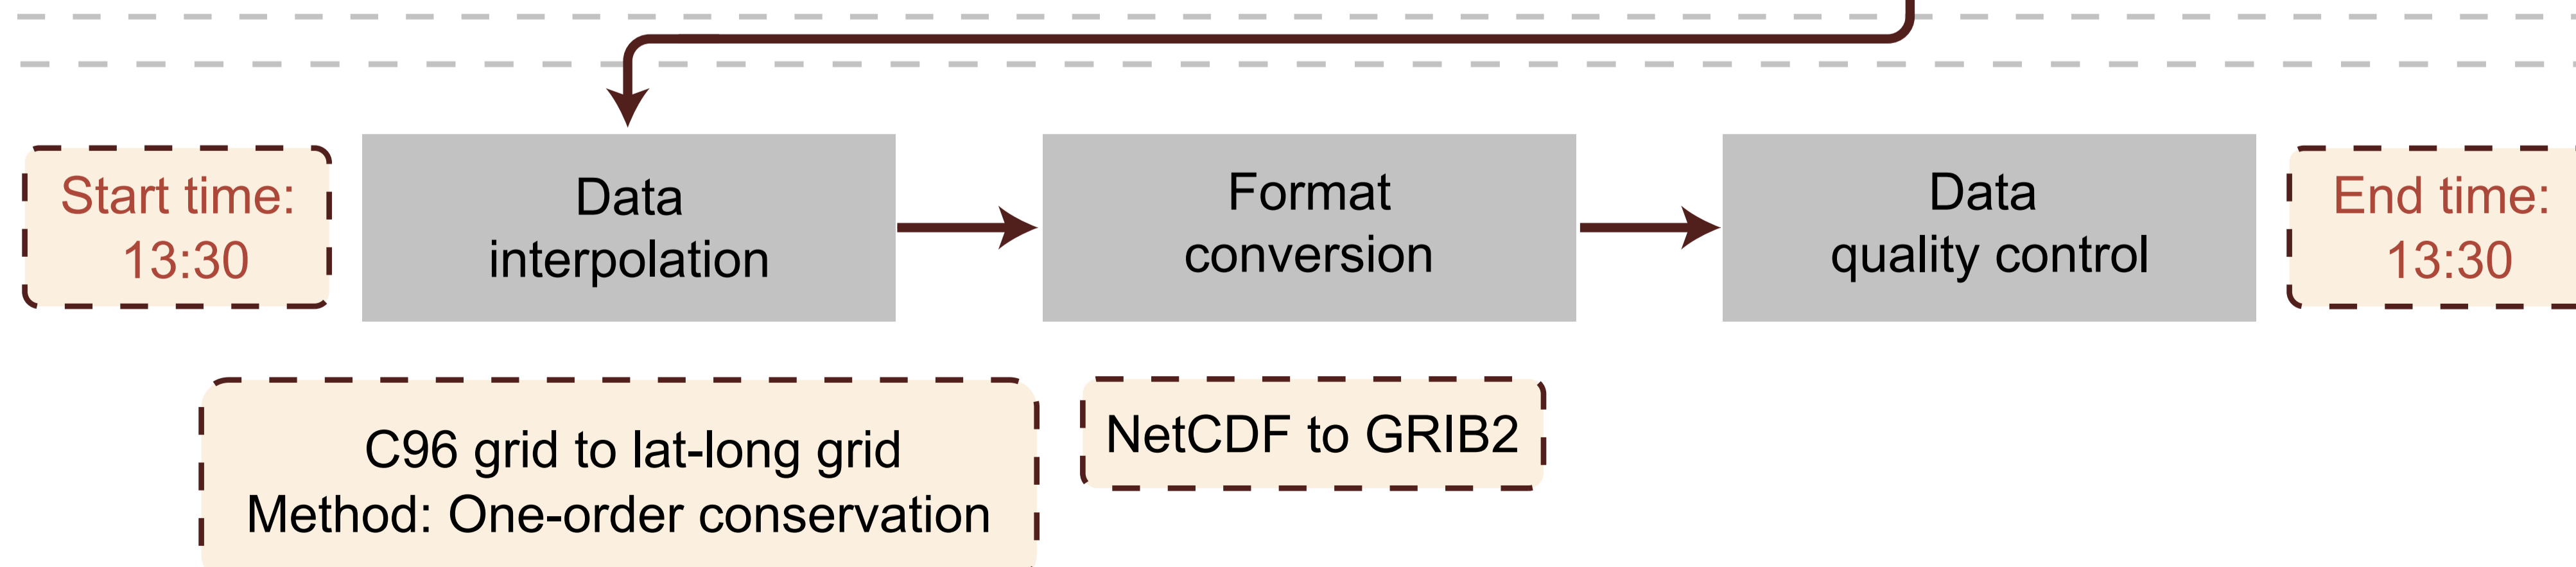 Start time:
13:30
Data
interpolation
Format
conversion
Data
quality control
End time:
13:30
C96 grid to lat-long grid
Method: One-order conservation
NetCDF to GRIB2